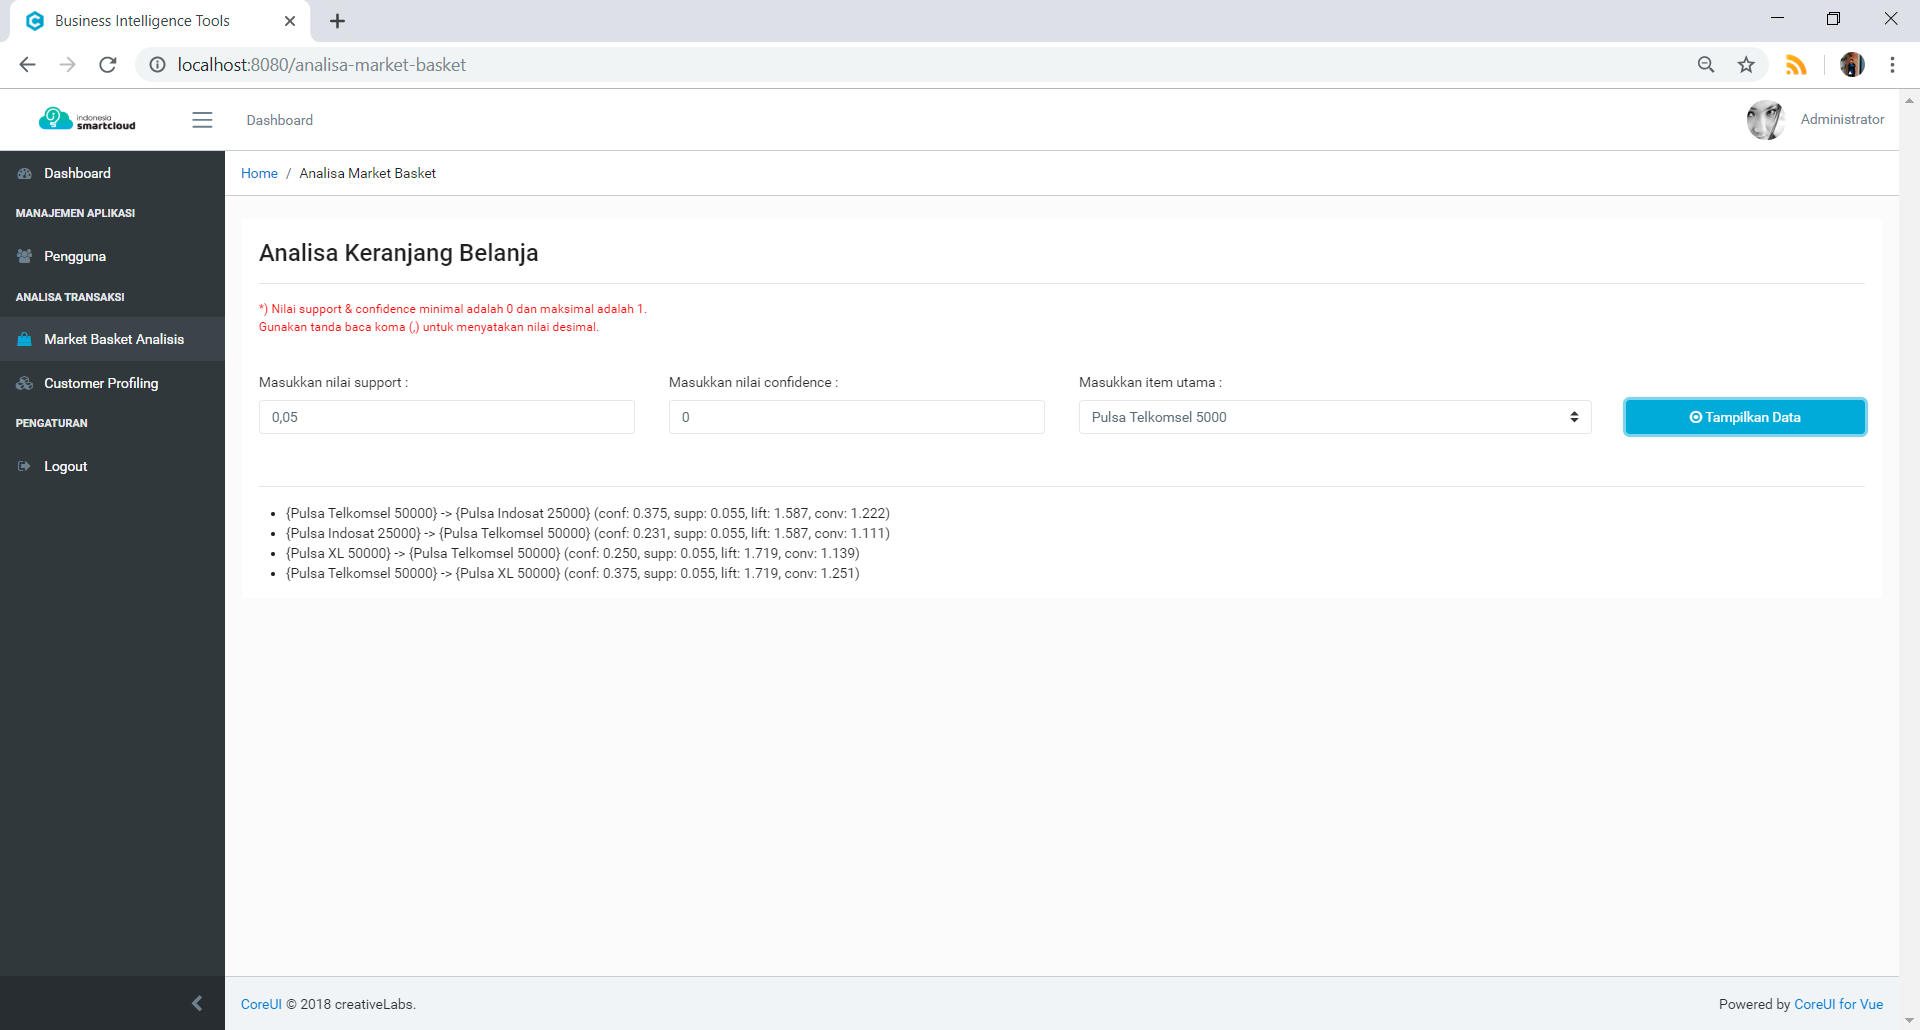 Business Intelligence Tools
localhost:8080/analisa-market-basket
indonesia
smartcloud
Dashboard
Administrator
Dashboard
MANAJEMEN APLIKASI
Pengguna
ANALISA TRANSAKSI
Market Basket Analisis
Customer Profiling
PENGATURAN
Logout
Home / Analisa Market Basket
Analisa Keranjang Belanja
*) Nilai support & confidence minimal adalah 0 dan maksimal adalah 1.
Gunakan tanda baca koma (,) untuk menyatakan nilai desimal.
Masukkan nilai support :
0,05
Masukkan nilai confidence :
0
Masukkan item utama :
Pulsa Telkomsel 5000
Tampilkan Data
• {Pulsa Telkomsel 50000} -> {Pulsa Indosat 25000} (conf: 0.375, supp: 0.055, lift: 1.587, conv: 1.222)
• {Pulsa Indosat 25000} -> {Pulsa Telkomsel 50000} (conf: 0.231, supp: 0.055, lift: 1.587, conv: 1.111)
• {Pulsa XL 50000} -> {Pulsa Telkomsel 50000} (conf: 0.250, supp: 0.055, lift: 1.719, conv: 1.139)
• {Pulsa Telkomsel 50000} -> {Pulsa XL 50000} (conf: 0.375, supp: 0.055, lift: 1.719, conv: 1.251)
CoreUI © 2018 creativeLabs.
Powered by CoreUI for Vue